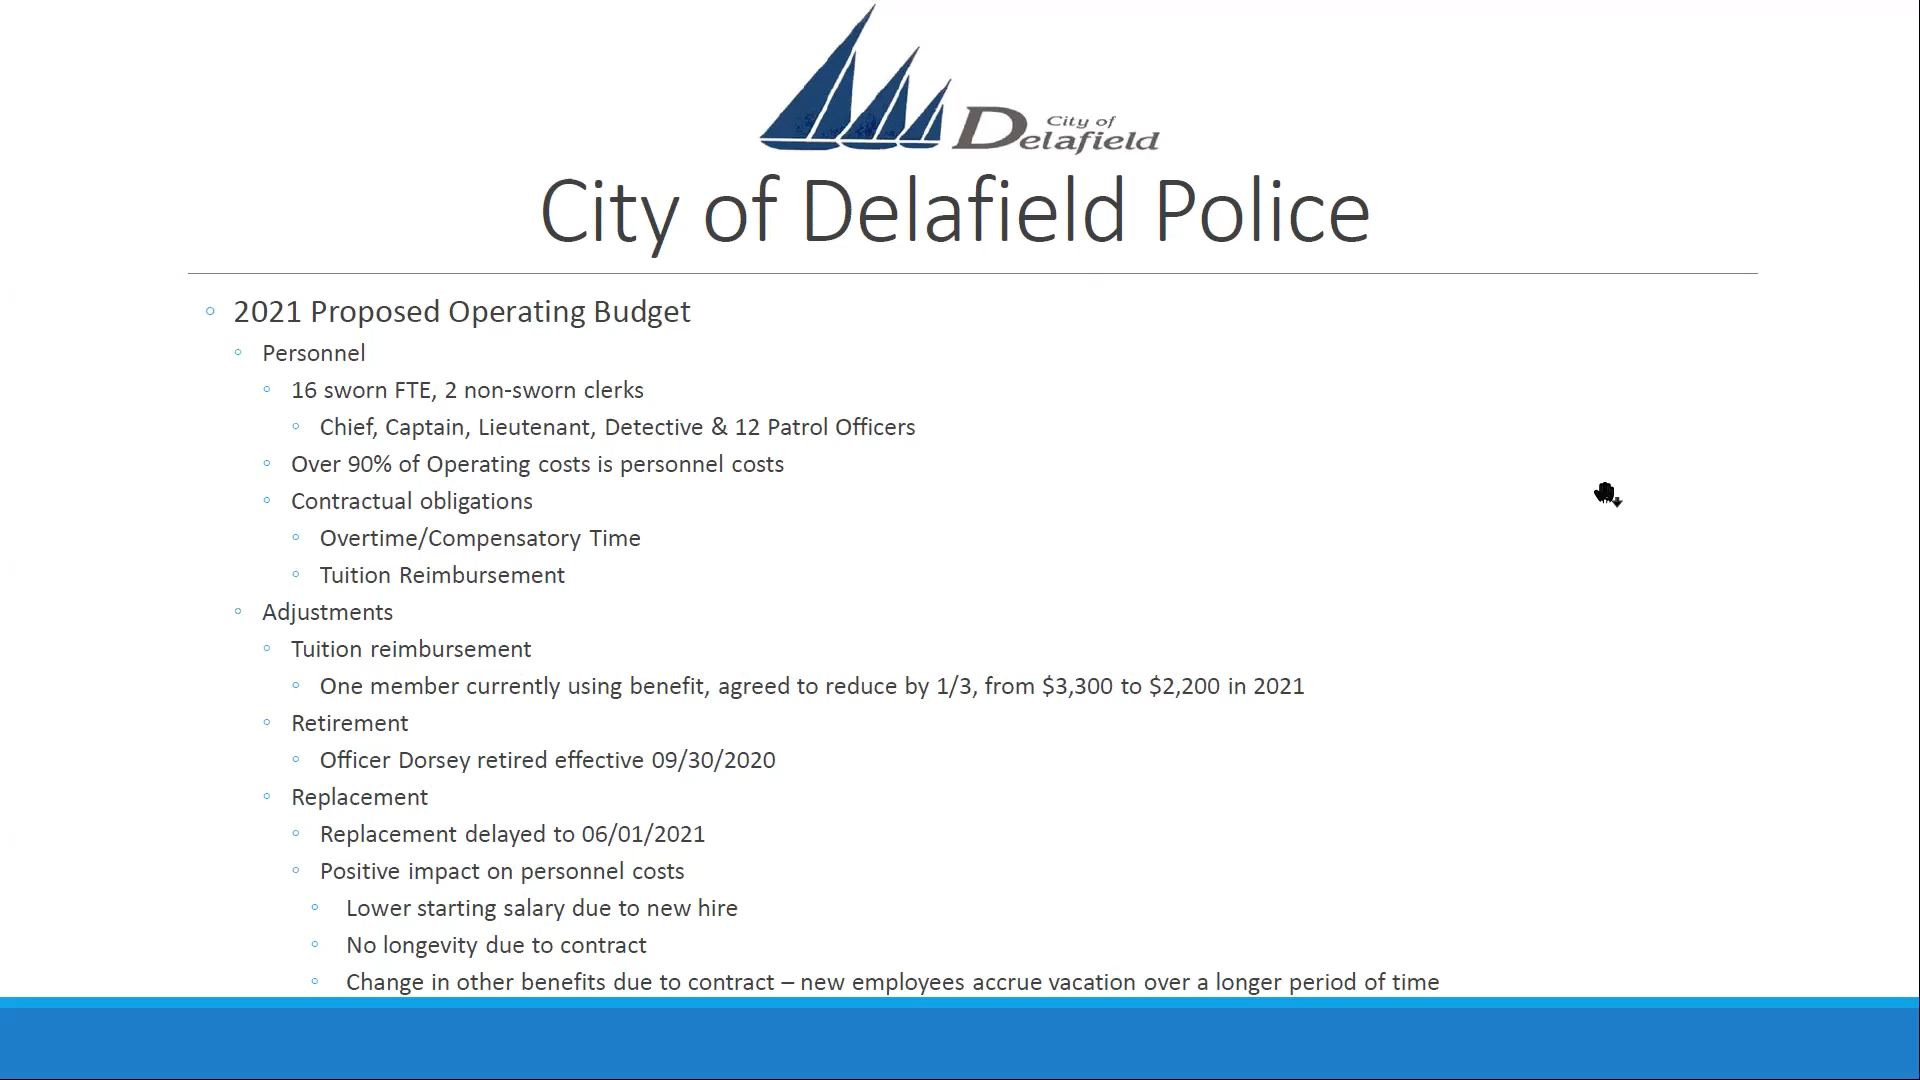 City of
Delafield
City of Delafield Police
2021 Proposed Operating Budget
Personnel
16 sworn FTE, 2 non-sworn clerks
Chief, Captain, Lieutenant, Detective & 12 Patrol Officers
Over 90% of Operating costs is personnel costs
Contractual obligations
Overtime/Compensatory Time
Tuition Reimbursement
Adjustments
Tuition reimbursement
One member currently using benefit, agreed to reduce by 1/3, from $3,300 to $2,200 in 2021
Retirement
Officer Dorsey retired effective 09/30/2020
Replacement
Replacement delayed to 06/01/2021
Positive impact on personnel costs
Lower starting salary due to new hire
No longevity due to contract
Change in other benefits due to contract – new employees accrue vacation over a longer period of time